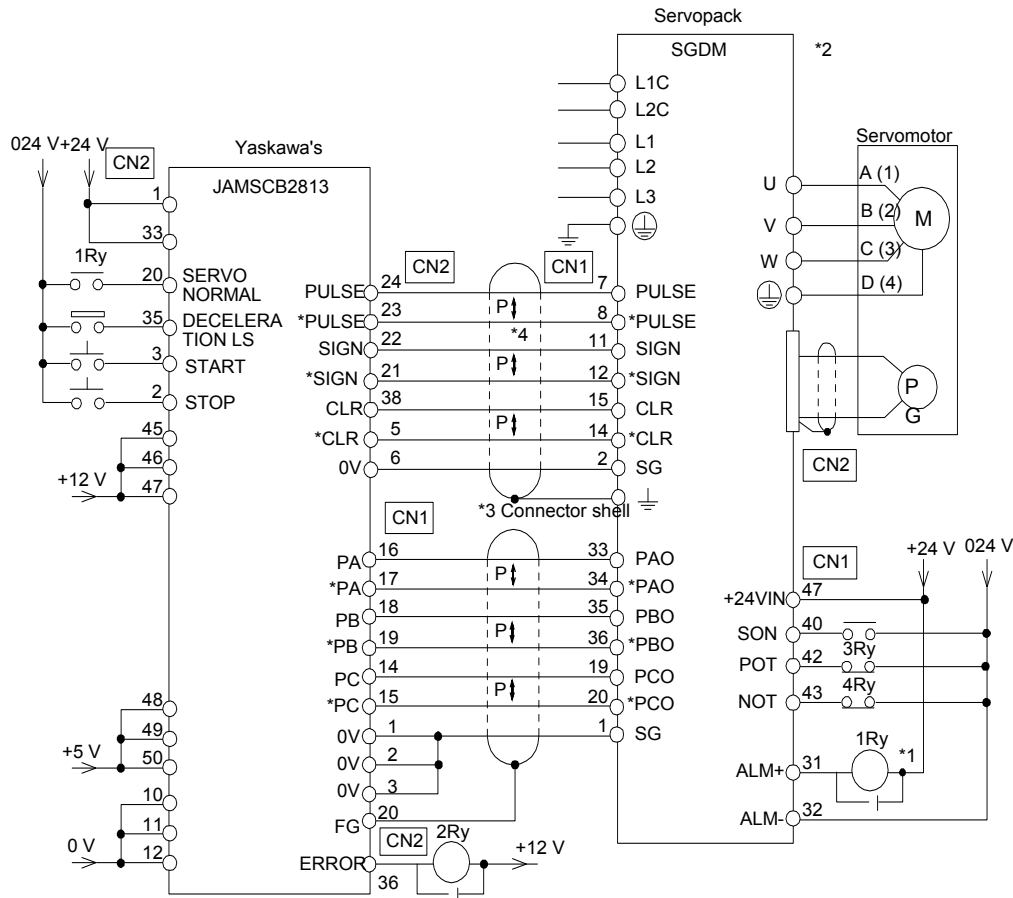 Servopack
SGDM
*2
L1C
L2C
L1
L2
L3
024 V
+24 V
CN2
Yaskawa's
JAMSCB2813
1
33
1Ry
20
SERVO
NORMAL
35
DECELERA
TION LS
3
START
2
STOP
45
46
+12 V
47
48
49
+5 V
50
10
11
0 V
12
CN2
CN1
PULSE
24
P
7
PULSE
*PULSE
23
*4
8
*PULSE
SIGN
22
P
11
SIGN
*SIGN
21
12
*SIGN
CLR
38
P
15
CLR
*CLR
5
14
*CLR
0V
6
2
SG
*3 Connector shell
CN1
PA
16
P
33
PAO
*PA
17
34
*PAO
PB
18
P
35
PBO
*PB
19
36
*PBO
PC
14
P
19
PCO
*PC
15
20
*PCO
0V
1
1
SG
0V
2
0V
3
FG
20
CN2
2Ry
+12 V
ERROR
36
Servomotor
U
A (1)
V
B (2)
M
W
C (3)
D (4)
P
G
CN2
CN1
+24 V
024 V
+24VIN
47
SON
40
3Ry
POT
42
4Ry
NOT
43
1Ry
*1
ALM+
31
ALM-
32